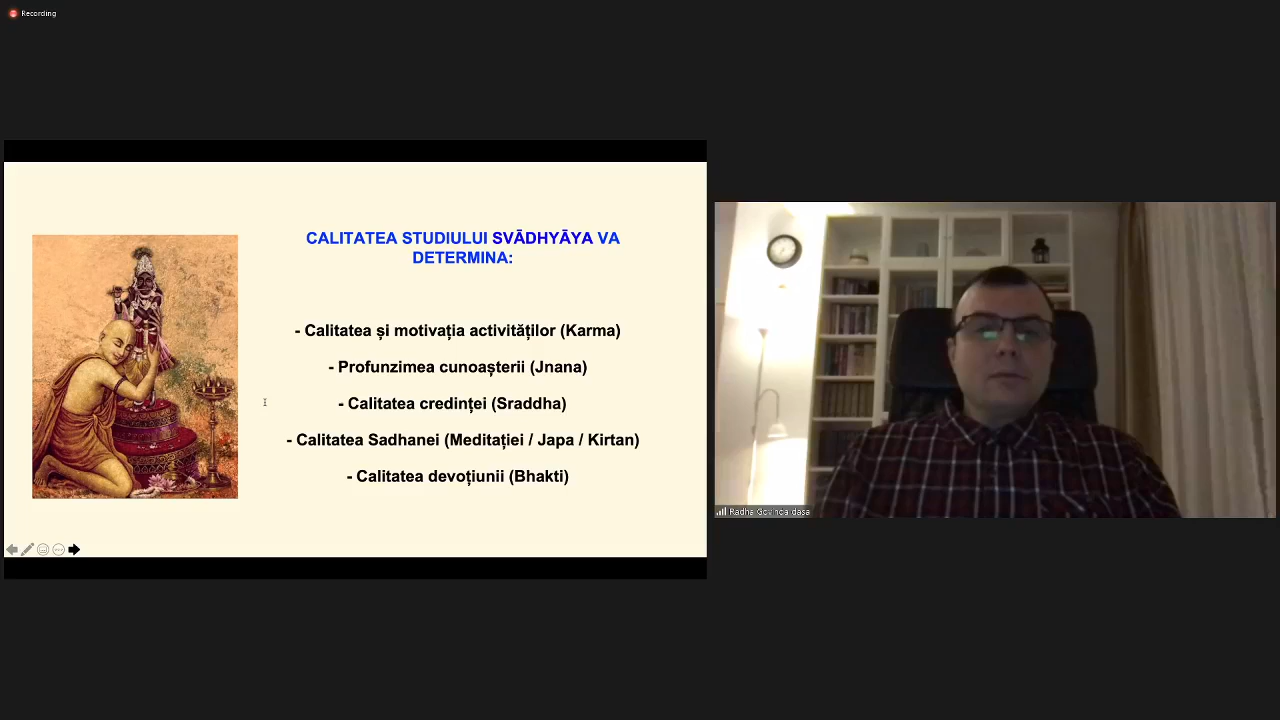 Recording
CALITATEA STUDIULUI SVĀDHYĀYA VA
DETERMINA:
- Calitatea și motivația activităților (Karma)
- Profunzimea cunoașterii (Jnana)
- Calitatea credinței (Sraddha)
- Calitatea Sadhanei (Meditației / Japa / Kirtan)
- Calitatea devoțiunii (Bhakti)
Radha Govinda dasa